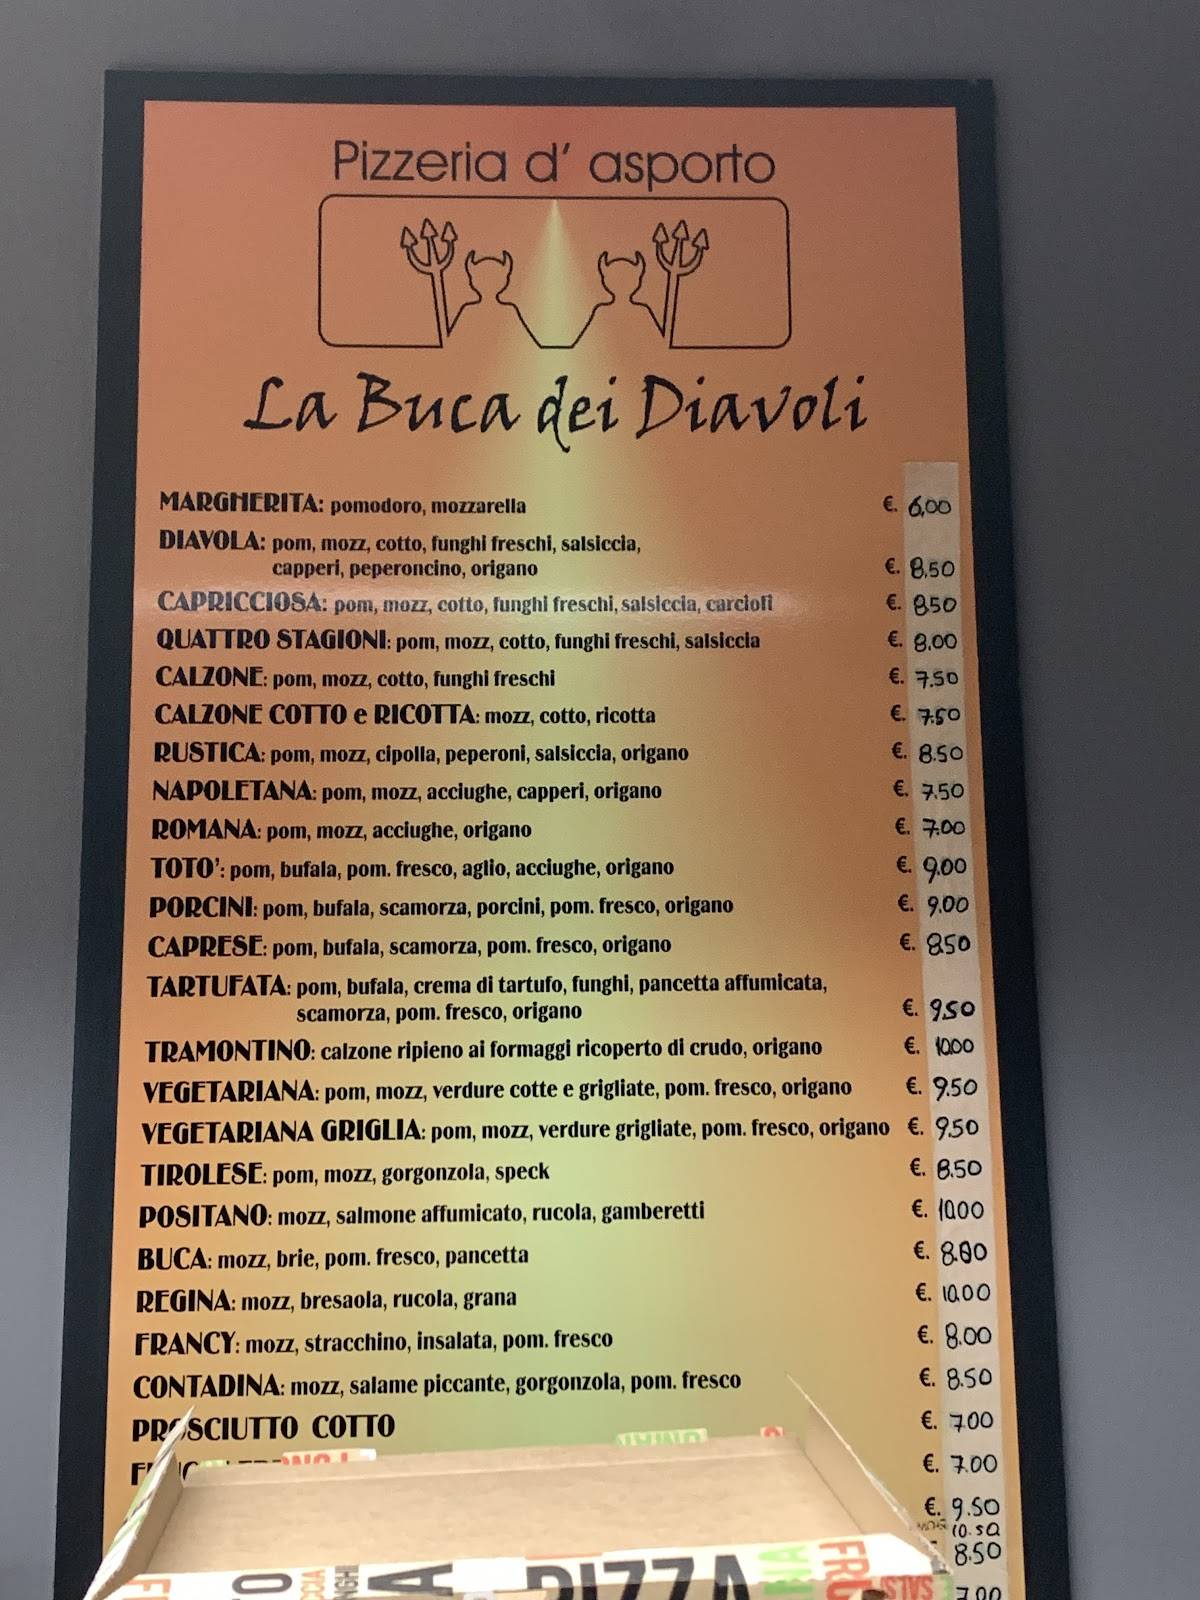 Pizzeria d' asporto
La Buca dei Diavoli
MARGHERITA: pomodoro, mozzarella €. 6,00
DIAVOLA: pom, mozz, cotto, funghi freschi, salsiccia,
capperi, peperoncino, origano €. 8,50
CAPRICCIOSA: pom, mozz, cotto, funghi freschi, salsiccia, carciofi €. 850
QUATTRO STAGIONI: pom, mozz, cotto, funghi freschi, salsiccia €. 8.00
CALZONE: pom, mozz, cotto, funghi freschi €. 7.50
CALZONE COTTO e RICOTTA: mozz, cotto, ricotta €. 7.50
RUSTICA: pom, mozz, cipolla, peperoni, salsiccia, origano €. 8.50
NAPOLETANA: pom, mozz, acciughe, capperi, origano €. 7.50
ROMANA: pom, mozz, acciughe, origano €. 7.00
TOTO': pom, bufala, pom. fresco, aglio, acciughe, origano €. 9.00
PORCINI: pom, bufala, scamorza, porcini, pom. fresco, origano €. 9.00
CAPRESE: pom, bufala, scamorza, pom. fresco, origano €. 850
TARTUFATA: pom, bufala, crema di tartufo, funghi, pancetta affumicata,
scamorza, pom. fresco, origano €. 9.50
TRAMONTINO: calzone ripieno ai formaggi ricoperto di crudo, origano €. 10.00
VEGETARIANA: pom, mozz, verdure cotte e grigliate, pom. fresco, origano €. 9.50
VEGETARIANA GRIGLIA: pom, mozz, verdure grigliate, pom. fresco, origano €. 950
TIROLESE: pom, mozz, gorgonzola, speck €. 8.50
POSITANO: mozz, salmone affumicato, rucola, gamberetti €. 10.00
BUCA: mozz, brie, pom. fresco, pancetta €. 8.00
REGINA: mozz, bresaola, rucola, grana €. 10.00
FRANCY: mozz, stracchino, insalata, pom. fresco €. 8.00
CONTADINA: mozz, salame piccante, gorgonzola, pom. fresco €. 8.50
PROSCIUTTO COTTO €. 7.00
€. 7.00
€. 9.50
10.50
8.50
7.00
PIZZA